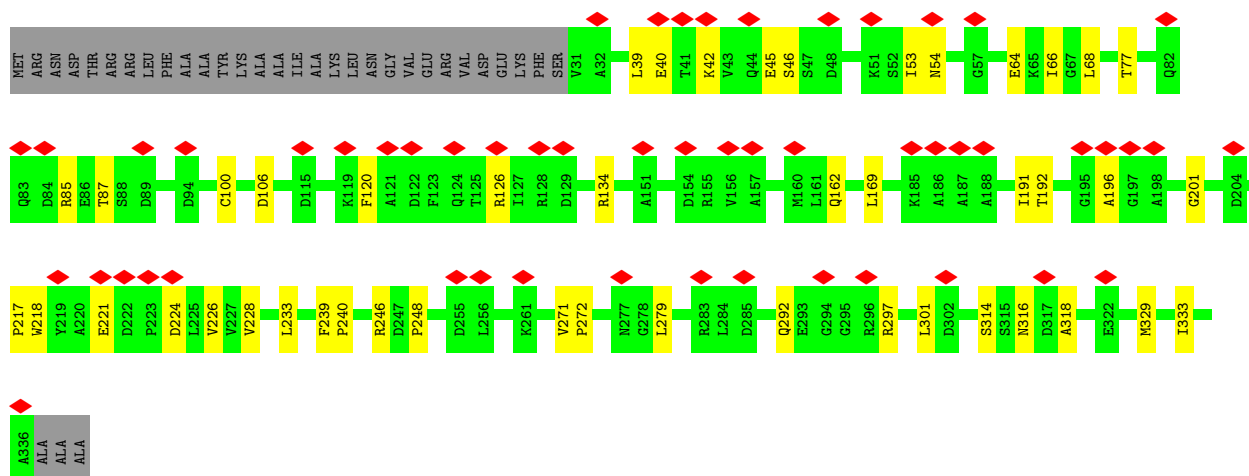 MET ARG ASN ASP THR ARG ARG LEU PHE ALA ALA TYR LYS ALA ALA ILE ALA LYS LEU ASN GLY VAL GLU ARG VAL ASP GLU LYS PHE SER V31 A32 L39 E40 T41 K42 V43 Q44 E45 S46 S47 D48 K51 S52 I53 N54 G57 E64 K65 I66 G67 L68 T77 Q82
Q83 D84 R85 E86 T87 S88 D89 D94 C100 D106 D115 K119 F120 A121 D122 F123 Q124 T125 R126 I127 R128 D129 R134 A151 D154 R155 V156 A157 M160 L161 Q162 L169 K185 A186 A187 A188 I191 T192 G195 A196 G197 A198 G201 D204
P217 W218 Y219 A220 E221 D222 P223 D224 L225 V226 V227 V228 L233 F239 P240 R246 D247 P248 D255 L256 K261 V271 P272 N277 G278 L279 R283 L284 D285 Q292 E293 G294 G295 R296 R297 L301 D302 S314 S315 N316 D317 A318 E322 M329 I333
A336 ALA ALA ALA